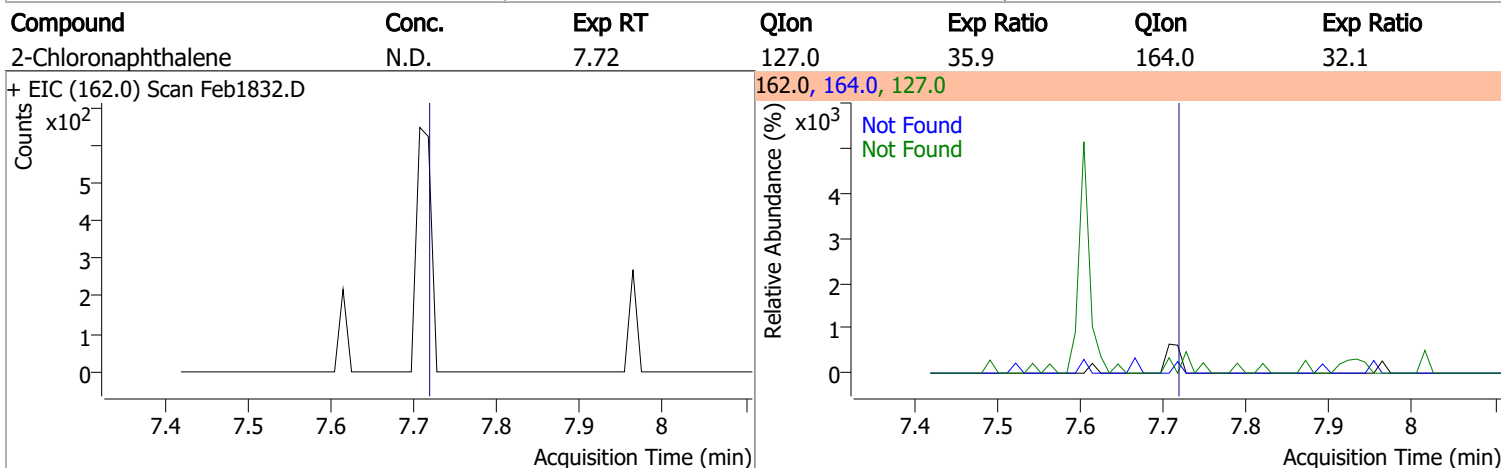 Compound Conc. Exp RT QIon Exp Ratio QIon Exp Ratio
2-Chloronaphthalene N.D. 7.72 127.0 35.9 164.0 32.1
+ EIC (162.0) Scan Feb1832.D
Counts
x10²
5
4
3
2
1
0
7.4 7.5 7.6 7.7 7.8 7.9 8
Acquisition Time (min)
162.0, 164.0, 127.0
Relative Abundance (%)
x10³
Not Found
Not Found
4
3
2
1
0
7.4 7.5 7.6 7.7 7.8 7.9 8
Acquisition Time (min)